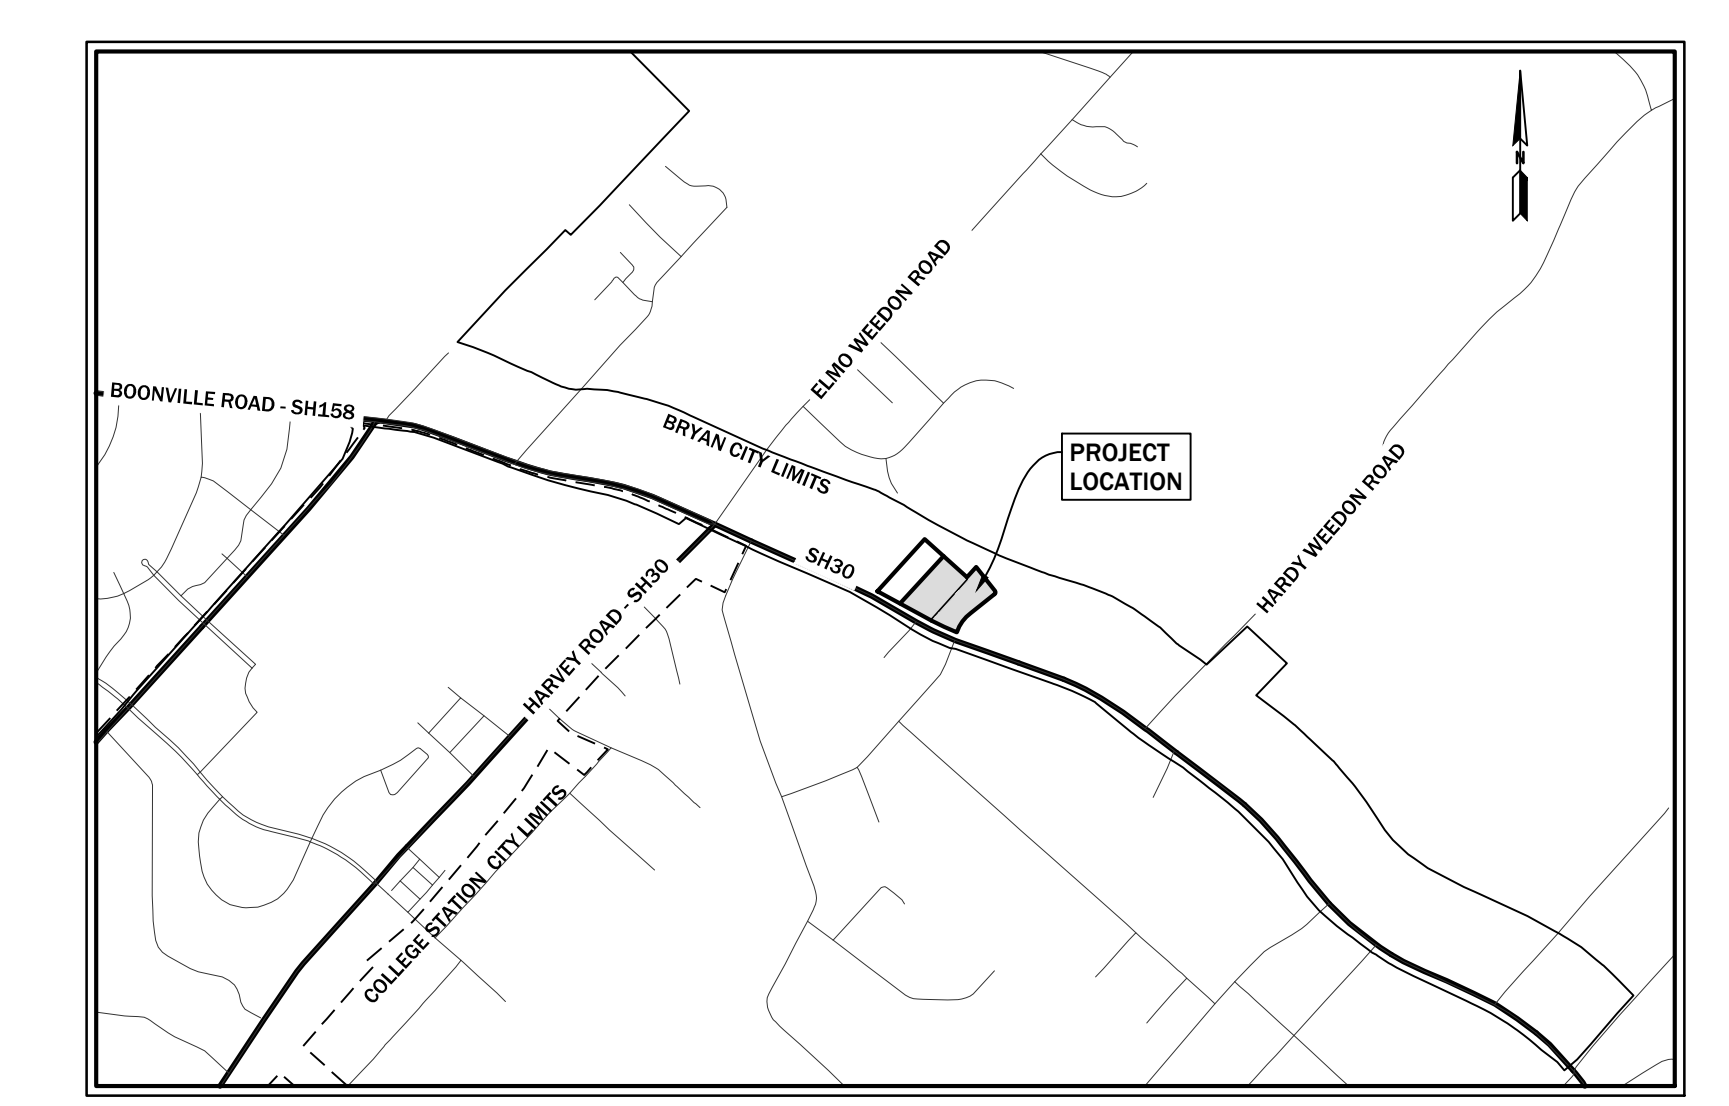 N
ELMO WEEDON ROAD
BOONVILLE ROAD - SH158
BRYAN CITY LIMITS
PROJECT
LOCATION
HARDY WEEDON ROAD
SH30
HARVEY ROAD - SH30
COLLEGE STATION CITY LIMITS